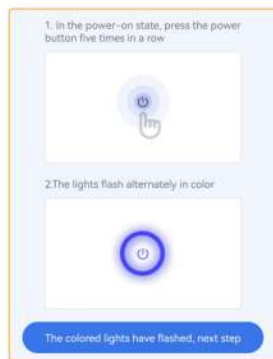 1. In the power-on state, press the power
button five times in a row
2.The lights flash alternately in color
The colored lights have flashed, next step